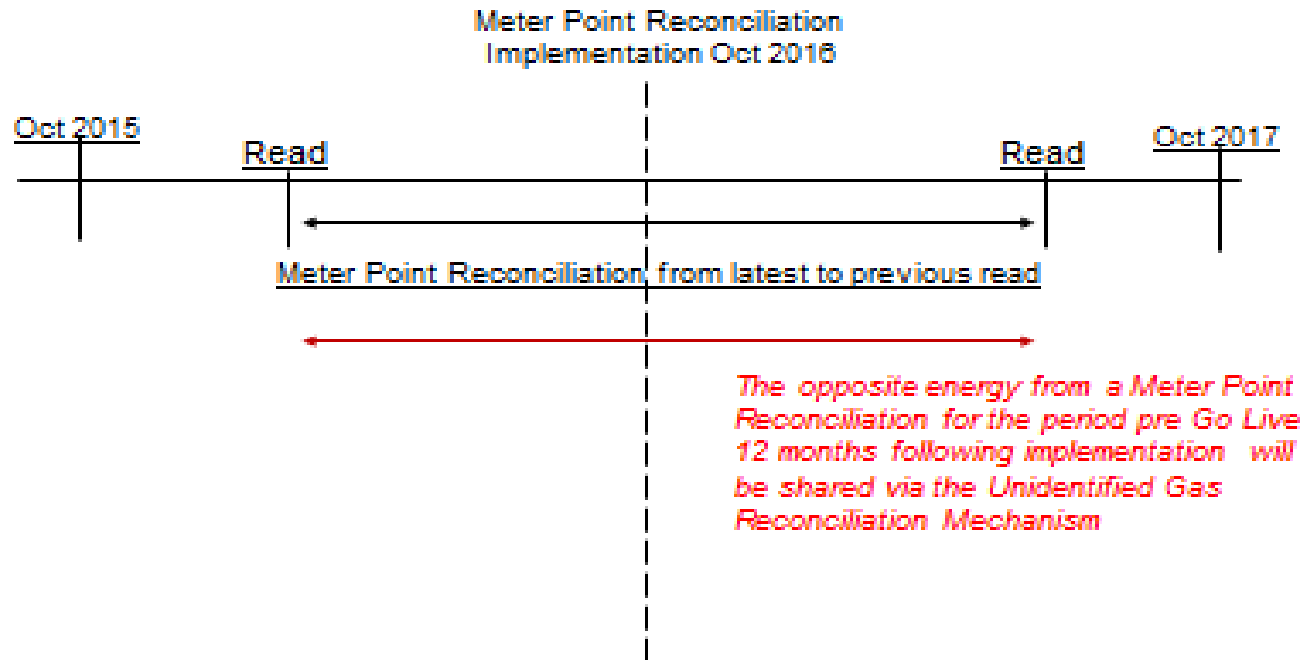 Meter Point Reconciliation
Implementation Oct 2016
Oct 2015
Read
Read
Oct 2017
Meter Point Reconciliation from latest to previous read
The opposite energy from a Meter Point
Reconciliation for the period pre Go Live
12 months following implementation will
be shared via the Unidentified Gas
Reconciliation Mechanism